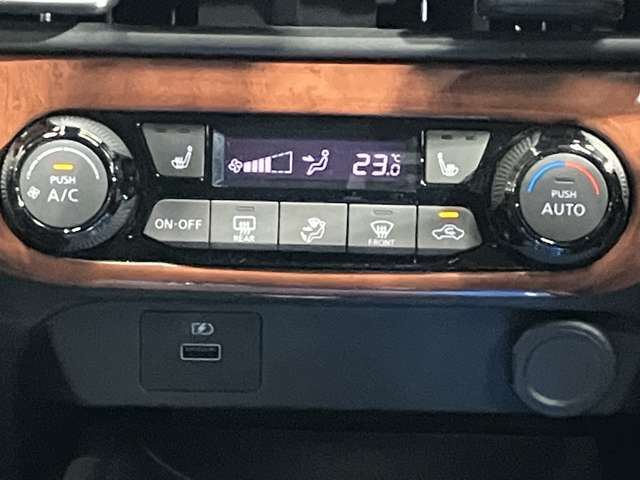 PUSH
A/C
23.0
℃
PUSH
AUTO
ON-OFF
REAR
FRONT